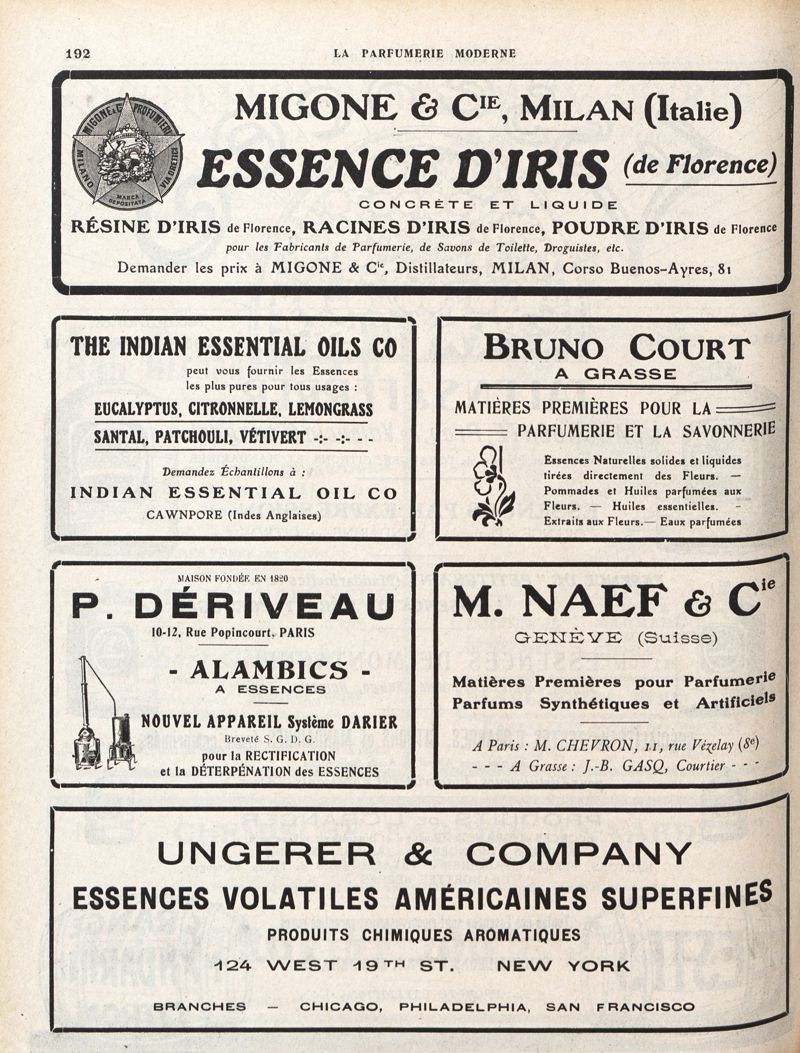 192
LA PARFUMERIE MODERNE
MIGONE & C PROFUMIERI
MILANO
VIA OREFICI
MARCA
DEPOSITATA
MIGONE & CIE, MILAN (Italie)
ESSENCE D'IRIS (de Florence)
CONCRÈTE ET LIQUIDE
RÉSINE D'IRIS de Florence, RACINES D'IRIS de Florence, POUDRE D'IRIS de Florence
pour les Fabricants de Parfumerie, de Savons de Toilette, Droguistes, etc.
Demander les prix à MIGONE & Cie, Distillateurs, MILAN, Corso Buenos-Ayres, 81
THE INDIAN ESSENTIAL OILS CO
peut vous fournir les Essences
les plus pures pour tous usages :
EUCALYPTUS, CITRONNELLE, LEMONGRASS
SANTAL, PATCHOULI, VÉTIVERT -:- -:- - -
Demandez Échantillons à :
INDIAN ESSENTIAL OIL CO
CAWNPORE (Indes Anglaises)
BRUNO COURT
A GRASSE
MATIÈRES PREMIÈRES POUR LA
PARFUMERIE ET LA SAVONNERIE
Essences Naturelles solides et liquides
tirées directement des Fleurs. —
Pommades et Huiles parfumées aux
Fleurs. — Huiles essentielles. -
Extraits aux Fleurs.— Eaux parfumées
MAISON FONDÉE EN 1820
P. DÉRIVEAU
10-12, Rue Popincourt, PARIS
- ALAMBICS -
A ESSENCES
NOUVEL APPAREIL Système DARIER
Breveté S. G. D. G.
pour la RECTIFICATION
et la DÉTERPÉNATION des ESSENCES
M. NAEF & Cie
GENÈVE (Suisse)
Matières Premières pour Parfumerie
Parfums Synthétiques et Artificiels
A Paris : M. CHEVRON, 11, rue Vézelay (8e)
- - - A Grasse : J.-B. GASQ, Courtier - - -
UNGERER & COMPANY
ESSENCES VOLATILES AMÉRICAINES SUPERFINES
PRODUITS CHIMIQUES AROMATIQUES
124 WEST 19TH ST. NEW YORK
BRANCHES — CHICAGO, PHILADELPHIA, SAN FRANCISCO